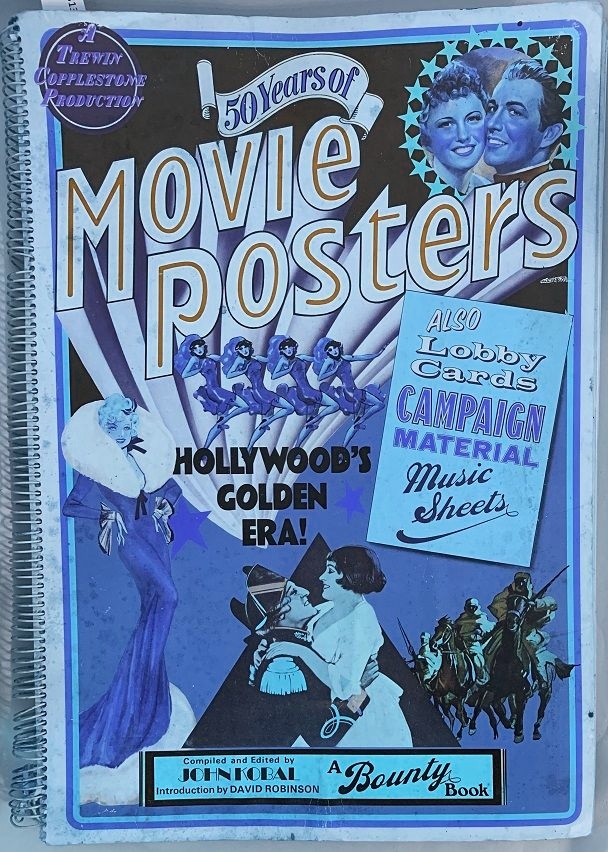 A
TREWIN
COPPLESTONE
PRODUCTION
50 Years of
MOVIE
POSTERS
ALSO
Lobby
Cards
CAMPAIGN
MATERIAL
Music
Sheets
HOLLYWOOD'S
GOLDEN
ERA!
Compiled and Edited by
JOHN KOBAL
Introduction by DAVID ROBINSON
A Bounty Book